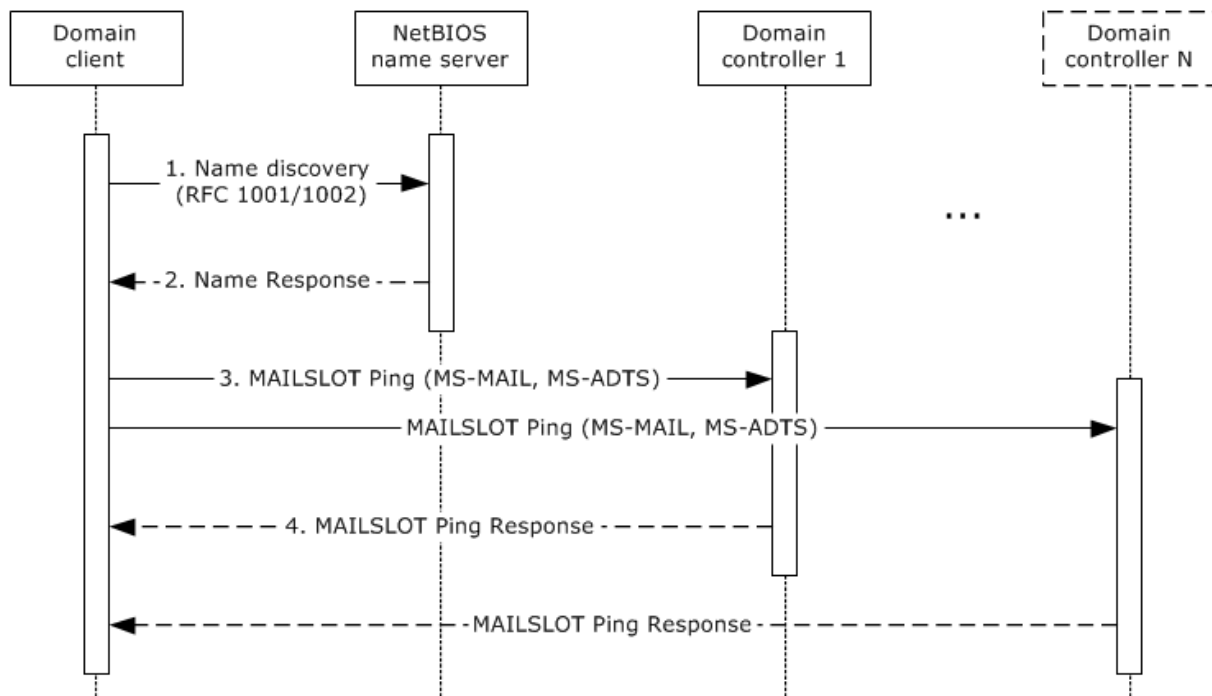 Domain
client
NetBIOS
name server
Domain
controller 1
Domain
controller N
1. Name discovery
(RFC 1001/1002)
...
2. Name Response
3. MAILSLOT Ping (MS-MAIL, MS-ADTS)
MAILSLOT Ping (MS-MAIL, MS-ADTS)
4. MAILSLOT Ping Response
MAILSLOT Ping Response